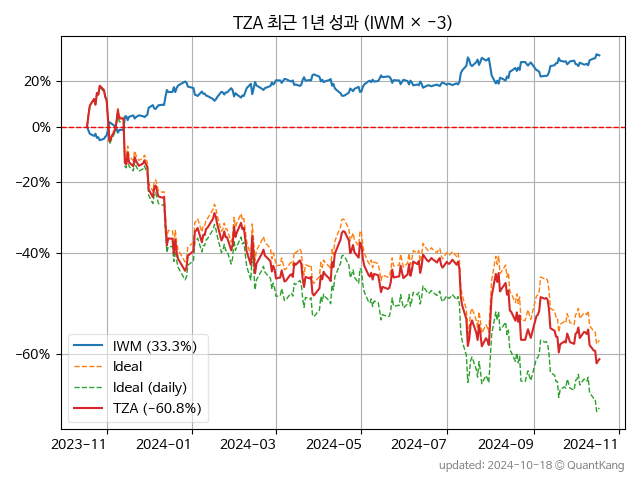 TZA 최근 1년 성과 (IWM × −3)
20%
0%
−20%
−40%
−60%
IWM (33.3%)
Ideal
Ideal (daily)
TZA (−60.8%)
2023−11 2024−01 2024−03 2024−05 2024−07 2024−09 2024−11
updated: 2024-10-18 © QuantKang